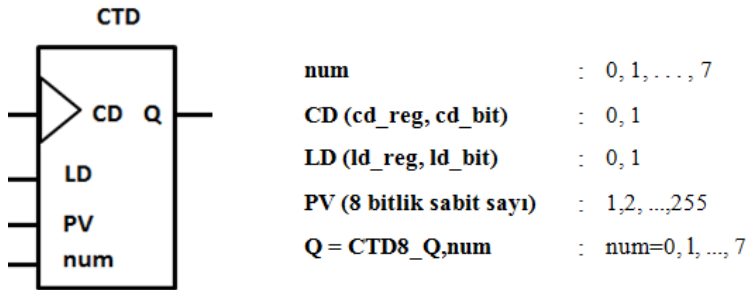 CTD
CD Q
LD
PV
num
num : 0, 1, . . . , 7
CD (cd_reg, cd_bit) : 0, 1
LD (ld_reg, ld_bit) : 0, 1
PV (8 bitlik sabit sayı) : 1,2, ...,255
Q = CTD8_Q,num : num=0, 1, ..., 7